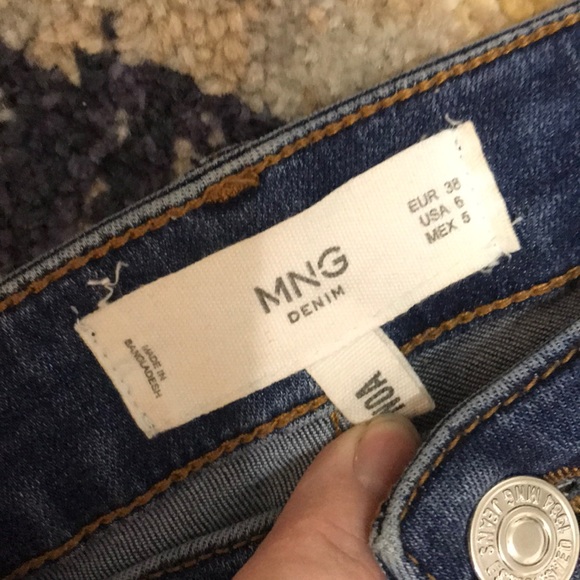 EUR 38
USA 6
MEX 5
MNG
DENIM
MADE IN
BANGLADESH
NOA
MNG JEANS